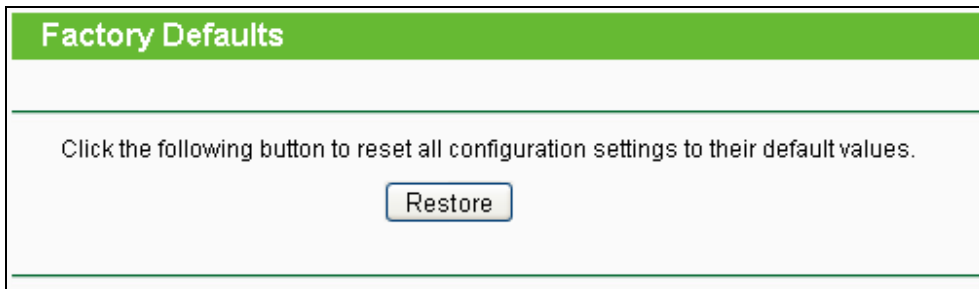 Factory Defaults
Click the following button to reset all configuration settings to their default values.
Restore